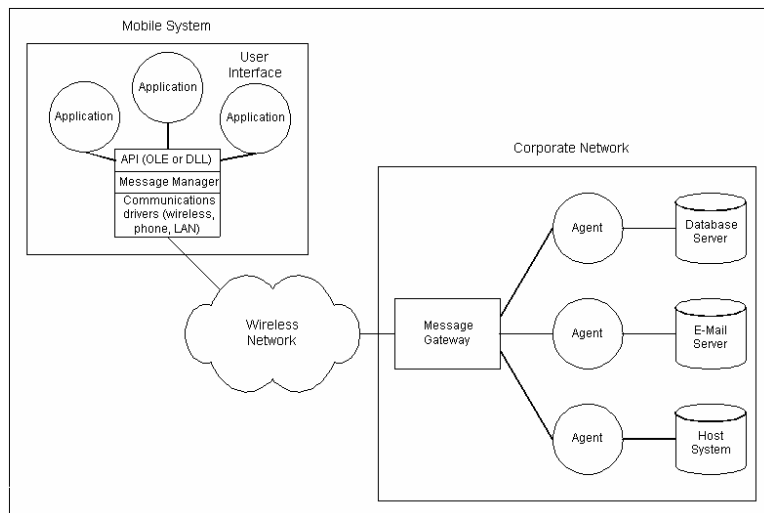 Mobile System
User
Interface
Application
Application
Application
API (OLE or DLL)
Message Manager
Communications
drivers (wireless,
phone, LAN)
Wireless
Network
Corporate Network
Message
Gateway
Agent
Database
Server
Agent
E-Mail
Server
Agent
Host
System